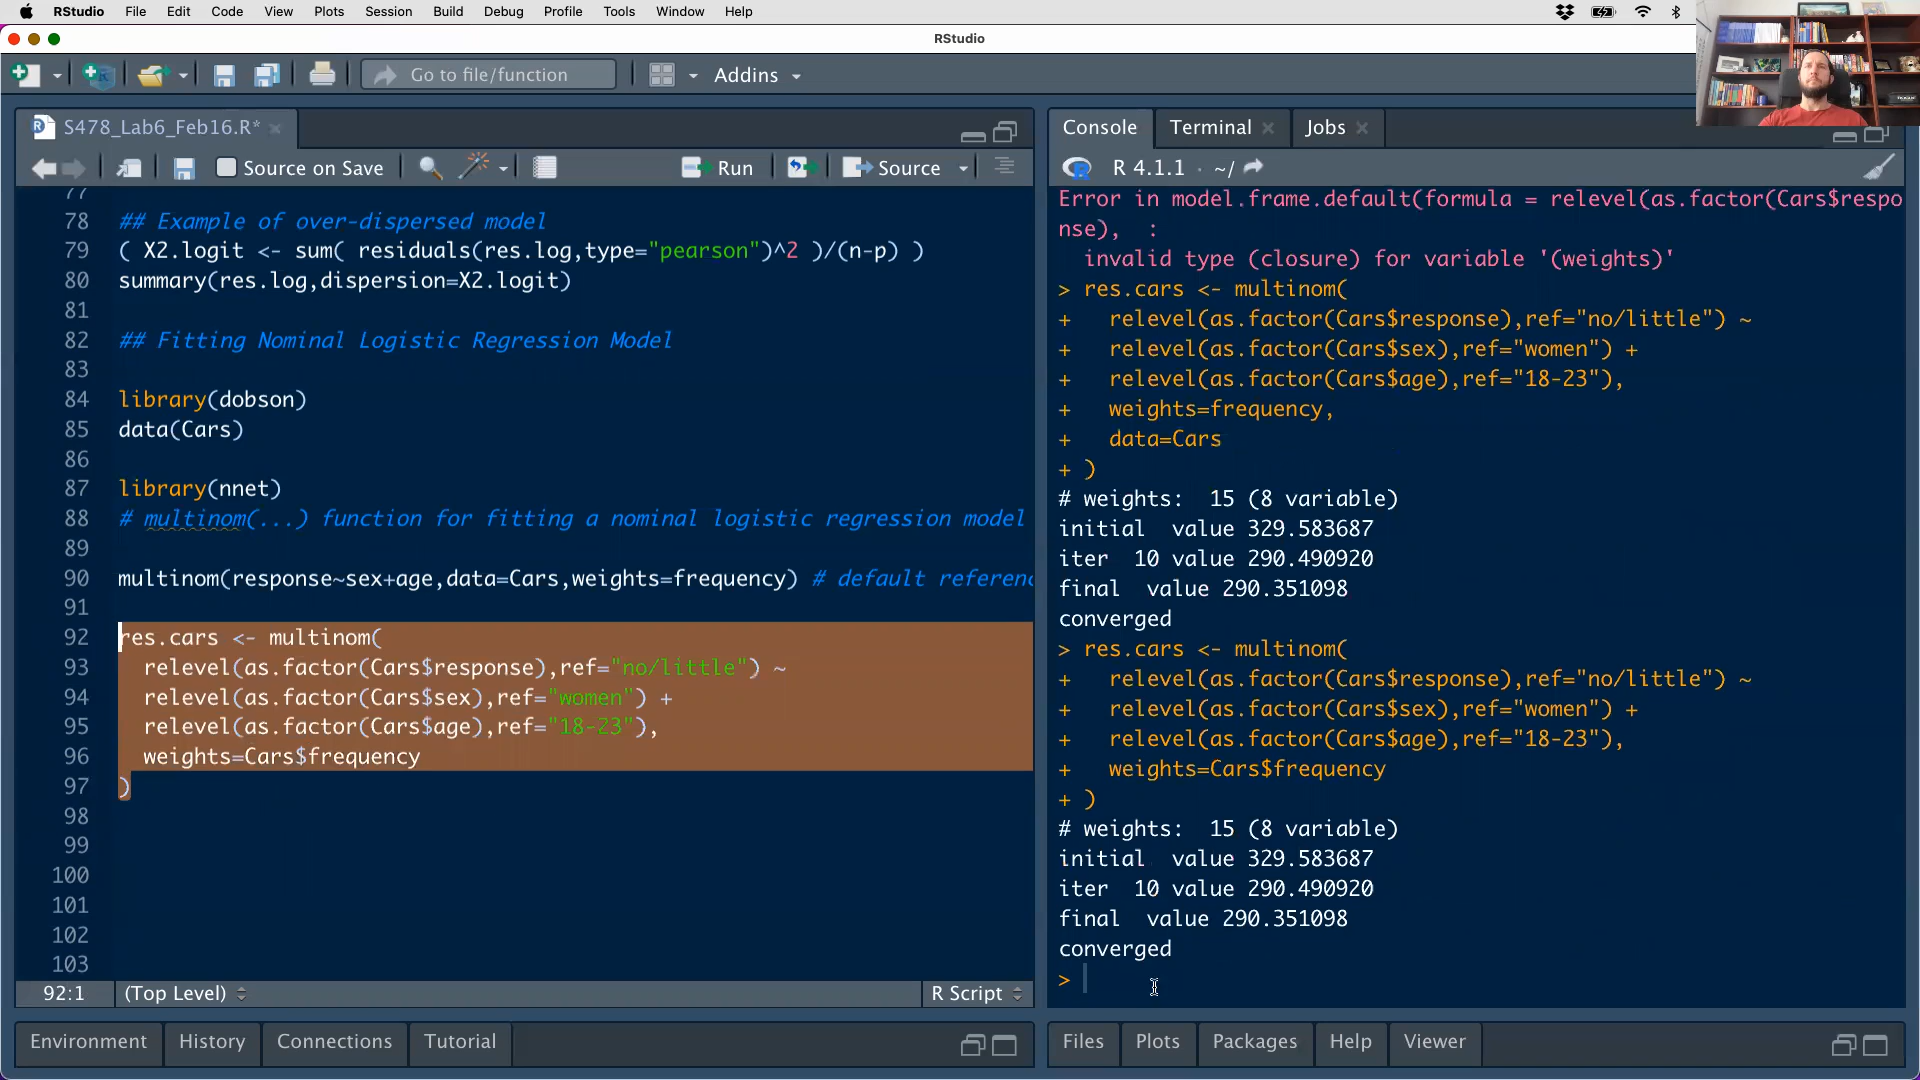 RStudio File Edit Code View Plots Session Build Debug Profile Tools Window Help
RStudio
Go to file/function
Addins
S478_Lab6_Feb16.R*
Source on Save
Run
Source
77
78 ## Example of over-dispersed model
79 ( X2.logit <- sum( residuals(res.log,type="pearson")^2 )/(n-p) )
80 summary(res.log,dispersion=X2.logit)
81
82 ## Fitting Nominal Logistic Regression Model
83
84 library(dobson)
85 data(Cars)
86
87 library(nnet)
88 # multinom(...) function for fitting a nominal logistic regression model
89
90 multinom(response~sex+age,data=Cars,weights=frequency) # default referenc
91
92 res.cars <- multinom(
93 relevel(as.factor(Cars$response),ref="no/little") ~
94 relevel(as.factor(Cars$sex),ref="women") +
95 relevel(as.factor(Cars$age),ref="18-23"),
96 weights=Cars$frequency
97 )
98
99
100
101
102
103
92:1 (Top Level) R Script
Environment History Connections Tutorial
Console Terminal Jobs
R 4.1.1 · ~/
Error in model.frame.default(formula = relevel(as.factor(Cars$respo
nse), :
invalid type (closure) for variable '(weights)'
> res.cars <- multinom(
+ relevel(as.factor(Cars$response),ref="no/little") ~
+ relevel(as.factor(Cars$sex),ref="women") +
+ relevel(as.factor(Cars$age),ref="18-23"),
+ weights=frequency,
+ data=Cars
+ )
# weights: 15 (8 variable)
initial value 329.583687
iter 10 value 290.490920
final value 290.351098
converged
> res.cars <- multinom(
+ relevel(as.factor(Cars$response),ref="no/little") ~
+ relevel(as.factor(Cars$sex),ref="women") +
+ relevel(as.factor(Cars$age),ref="18-23"),
+ weights=Cars$frequency
+ )
# weights: 15 (8 variable)
initial value 329.583687
iter 10 value 290.490920
final value 290.351098
converged
>
Files Plots Packages Help Viewer